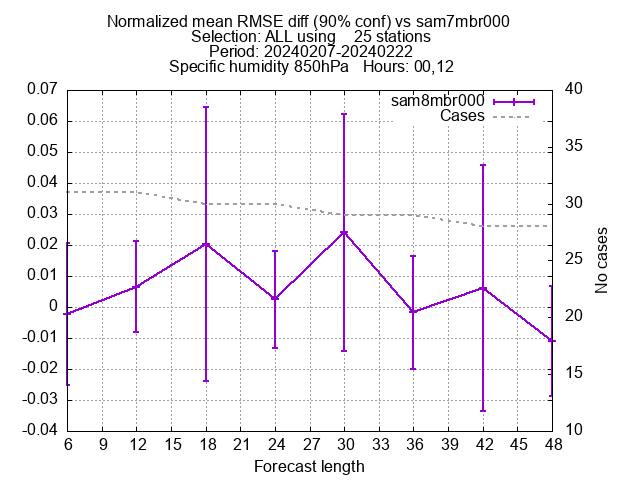 Normalized mean RMSE diff (90% conf) vs sam7mbr000
Selection: ALL using    25 stations
Period: 20240207-20240222
Specific humidity 850hPa   Hours: 00,12
0.07
0.06
0.05
0.04
0.03
0.02
0.01
0
-0.01
-0.02
-0.03
-0.04
sam8mbr000
Cases
40
35
30
25
20
15
10
No cases
6 9 12 15 18 21 24 27 30 33 36 39 42 45 48
Forecast length